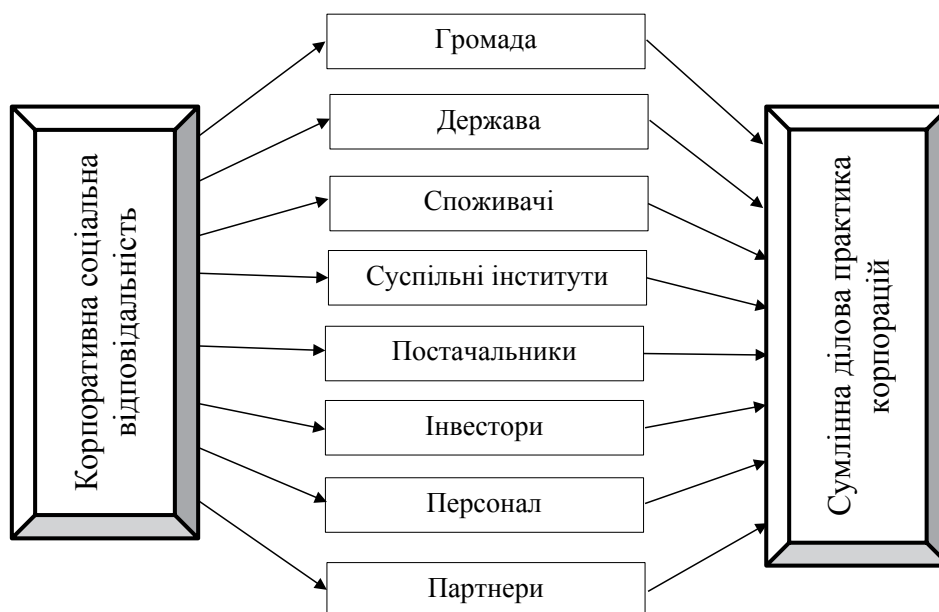 Корпоративна соціальна
відповідальність
Громада
Держава
Споживачі
Суспільні інститути
Постачальники
Інвестори
Персонал
Партнери
Сумлінна ділова практика
корпорацій